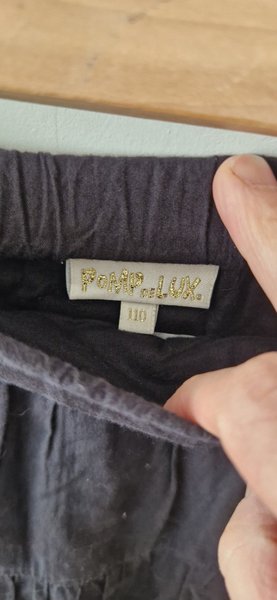 POMP DE LUX.
110